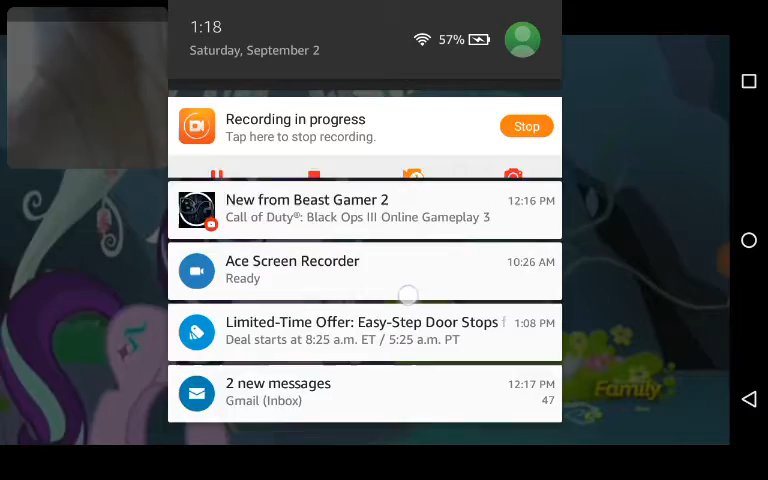 1:18
57%
Saturday, September 2
Recording in progress
Tap here to stop recording.
Stop
New from Beast Gamer 2
12:16 PM
Call of Duty®: Black Ops III Online Gameplay 3
Ace Screen Recorder
10:26 AM
Ready
Limited-Time Offer: Easy-Step Door Stops f
1:08 PM
Deal starts at 8:25 a.m. ET / 5:25 a.m. PT
2 new messages
12:17 PM
Gmail (Inbox)
47
Family